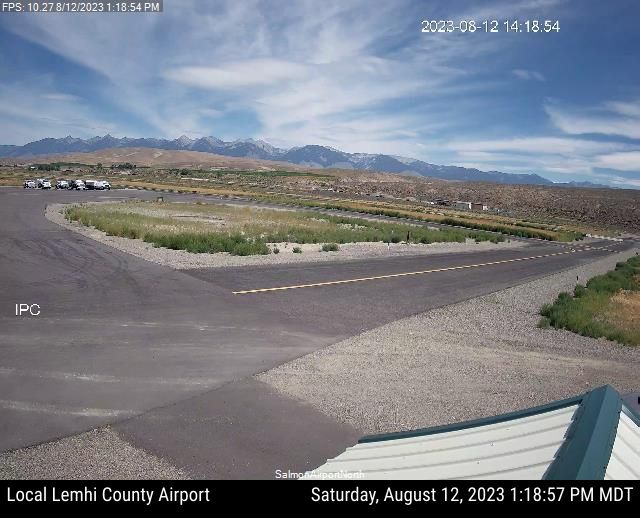 FPS: 10.27 8/12/2023 1:18:54 PM
2023-08-12 14:18:54
IPC
SalmonAirportNorth
Local Lemhi County Airport Saturday, August 12, 2023 1:18:57 PM MDT